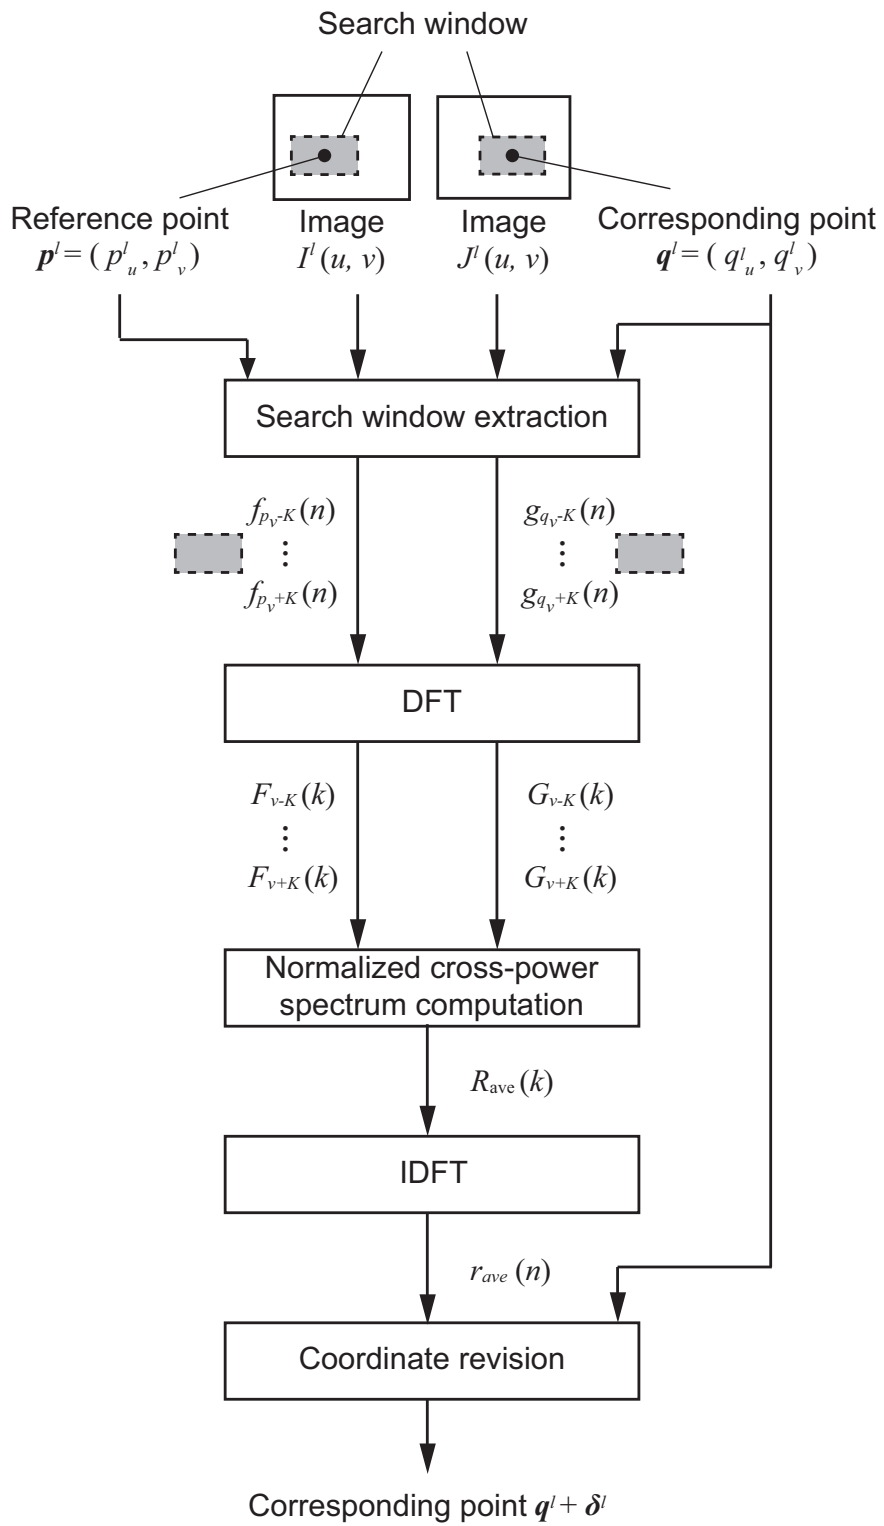 Search window
Reference point
Image
Image
Corresponding point
p^l = ( p^l_u , p^l_v )
I^l (u, v)
J^l (u, v)
q^l = ( q^l_u , q^l_v )
Search window extraction
f_{p_v-K}(n)
g_{q_v-K}(n)
⋮
⋮
f_{p_v+K}(n)
g_{q_v+K}(n)
DFT
F_{v-K}(k)
G_{v-K}(k)
⋮
⋮
F_{v+K}(k)
G_{v+K}(k)
Normalized cross-power
spectrum computation
R_ave (k)
IDFT
r_ave (n)
Coordinate revision
Corresponding point q^l + δ^l